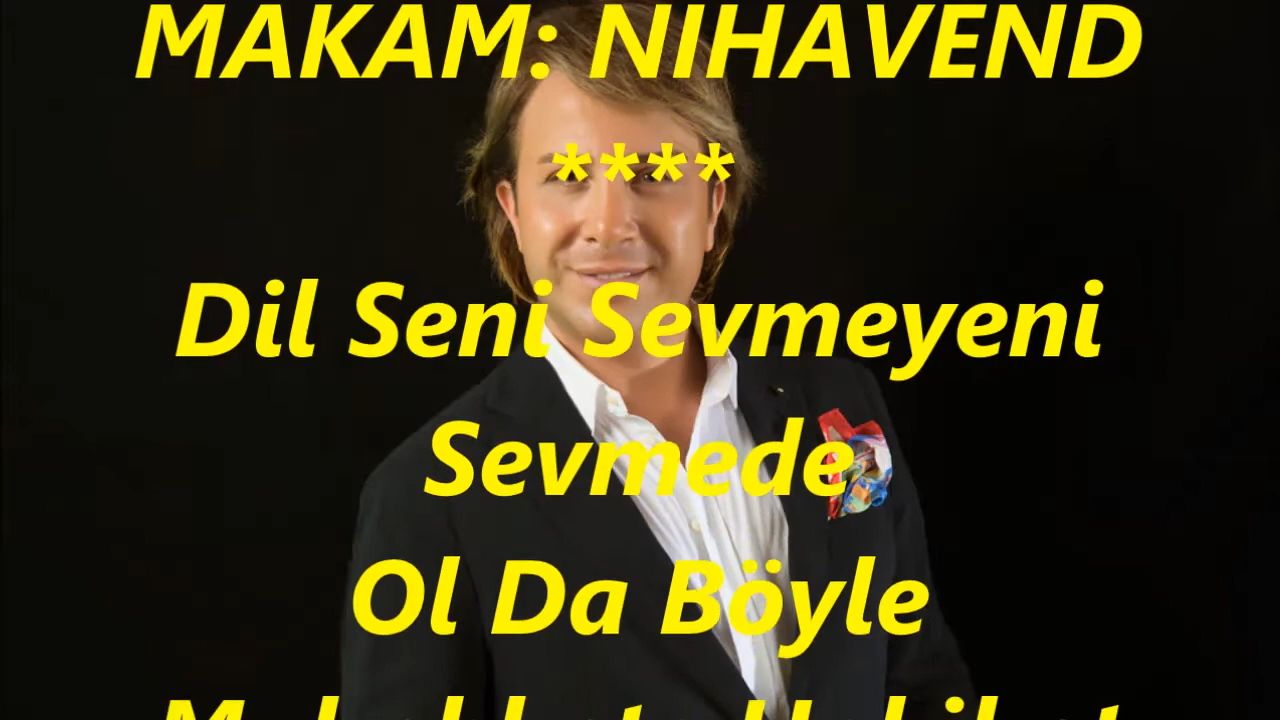 MAKAM: NIHAVEND
****
Dil Seni Sevmeyeni
Sevmede
Ol Da Böyle